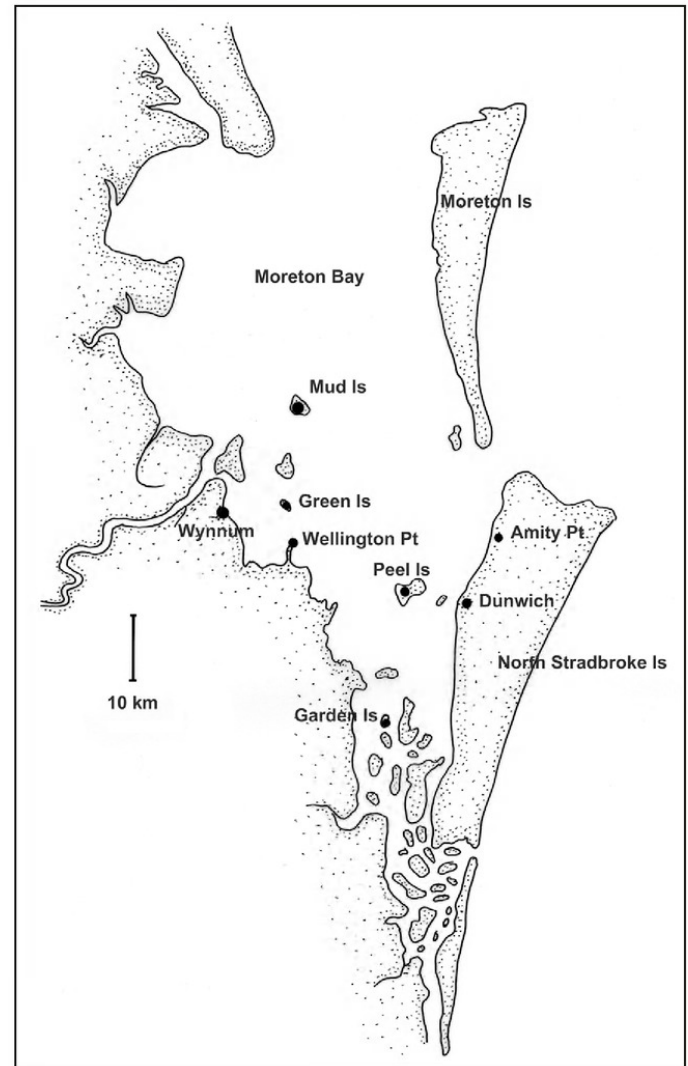 Moreton Is
Moreton Bay
Mud Is
Green Is
Wynnum
Wellington Pt
Amity Pt
Peel Is
Dunwich
North Stradbroke Is
10 km
Garden Is